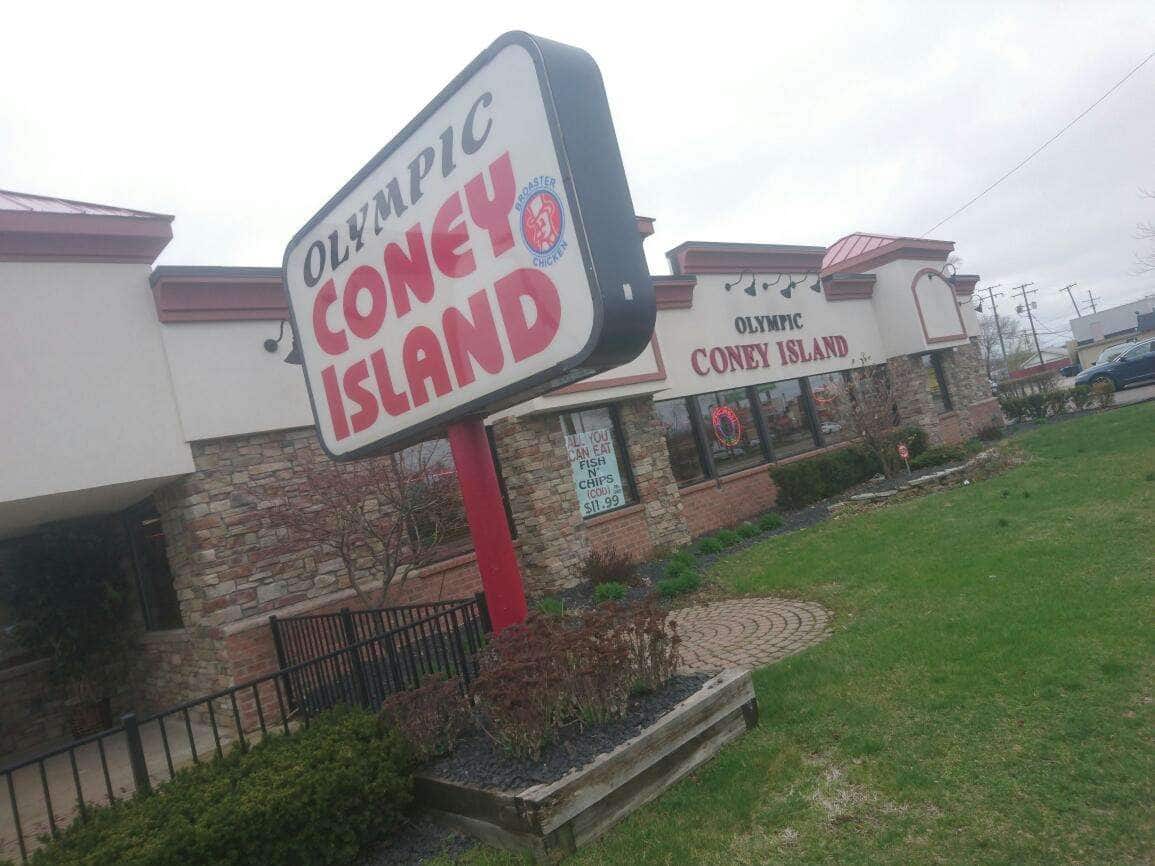 OLYMPIC
CONEY
ISLAND
BROASTER
CHICKEN
OLYMPIC
CONEY ISLAND
ALL YOU
CAN EAT
FISH
N'
CHIPS
(COD)
$11.99